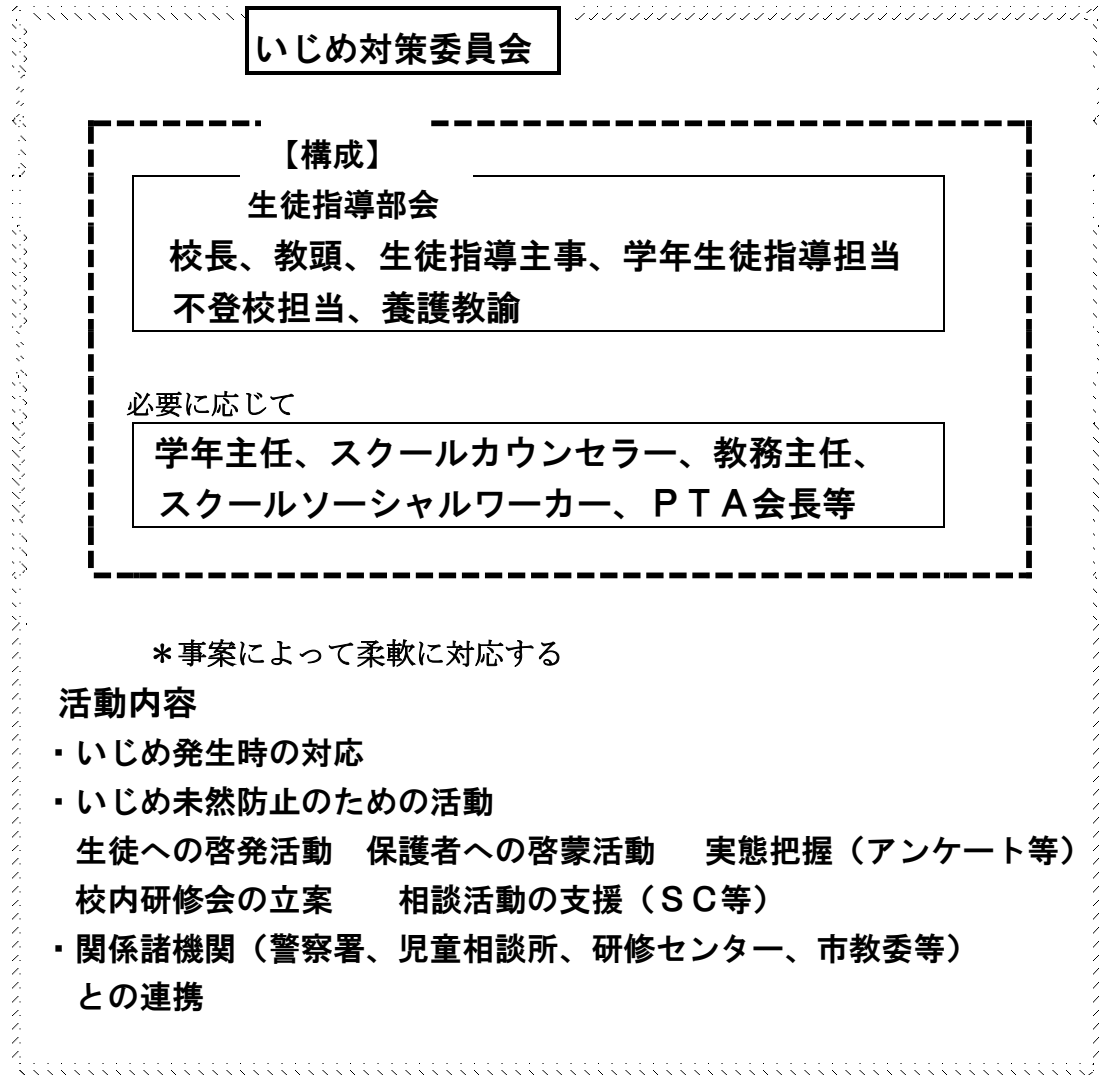 いじめ対策委員会
【構成】
生徒指導部会
校長、教頭、生徒指導主事、学年生徒指導担当
不登校担当、養護教諭
必要に応じて
学年主任、スクールカウンセラー、教務主任、
スクールソーシャルワーカー、ＰＴＡ会長等
＊事案によって柔軟に対応する
活動内容
・いじめ発生時の対応
・いじめ未然防止のための活動
生徒への啓発活動　保護者への啓蒙活動　実態把握（アンケート等）
校内研修会の立案　相談活動の支援（ＳＣ等）
・関係諸機関（警察署、児童相談所、研修センター、市教委等）
との連携